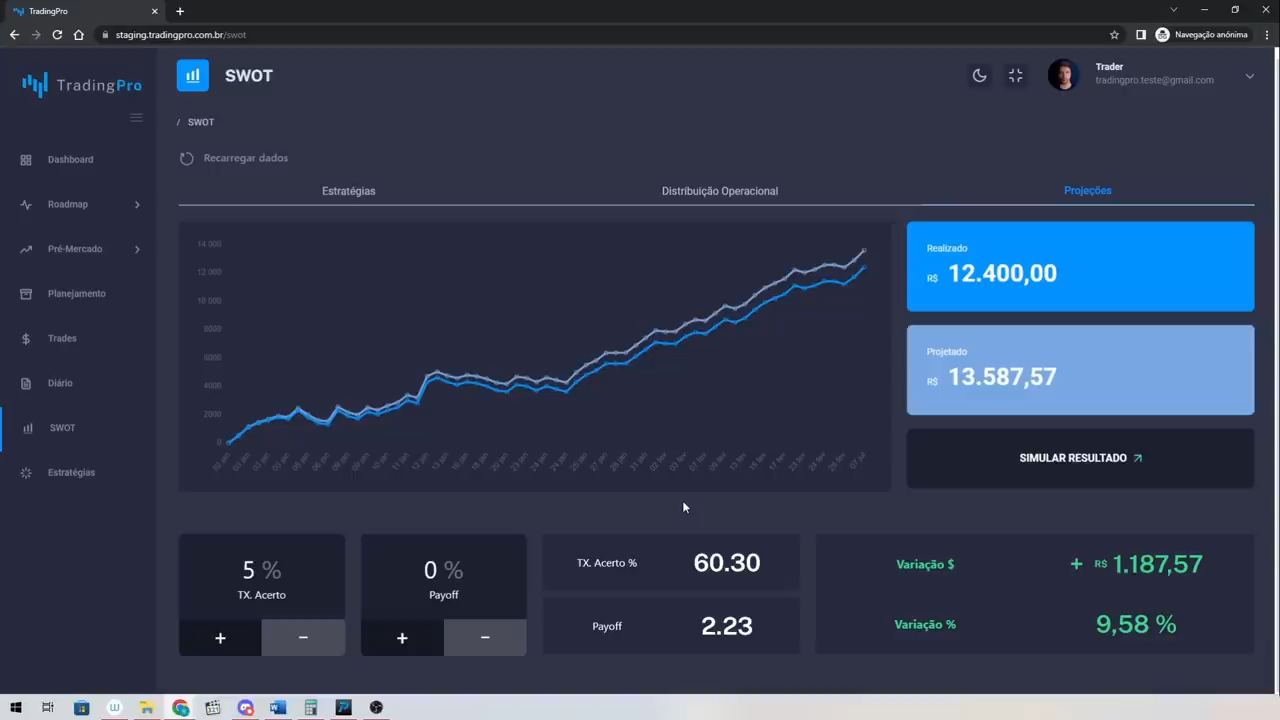 TradingPro
staging.tradingpro.com.br/swot
Navegação anónima
TradingPro
SWOT
Trader
tradingpro.teste@gmail.com
/ SWOT
Recarregar dados
Dashboard
Roadmap
Pré-Mercado
Planejamento
Trades
Diário
SWOT
Estratégias
Estratégias
Distribuição Operacional
Projeções
14 000
12 000
10 000
8000
6000
4000
2000
0
Realizado
R$ 12.400,00
Projetado
R$ 13.587,57
SIMULAR RESULTADO
5 %
TX. Acerto
+ −
0 %
Payoff
+ −
TX. Acerto % 60.30
Payoff 2.23
Variação $ + R$ 1.187,57
Variação % 9,58 %